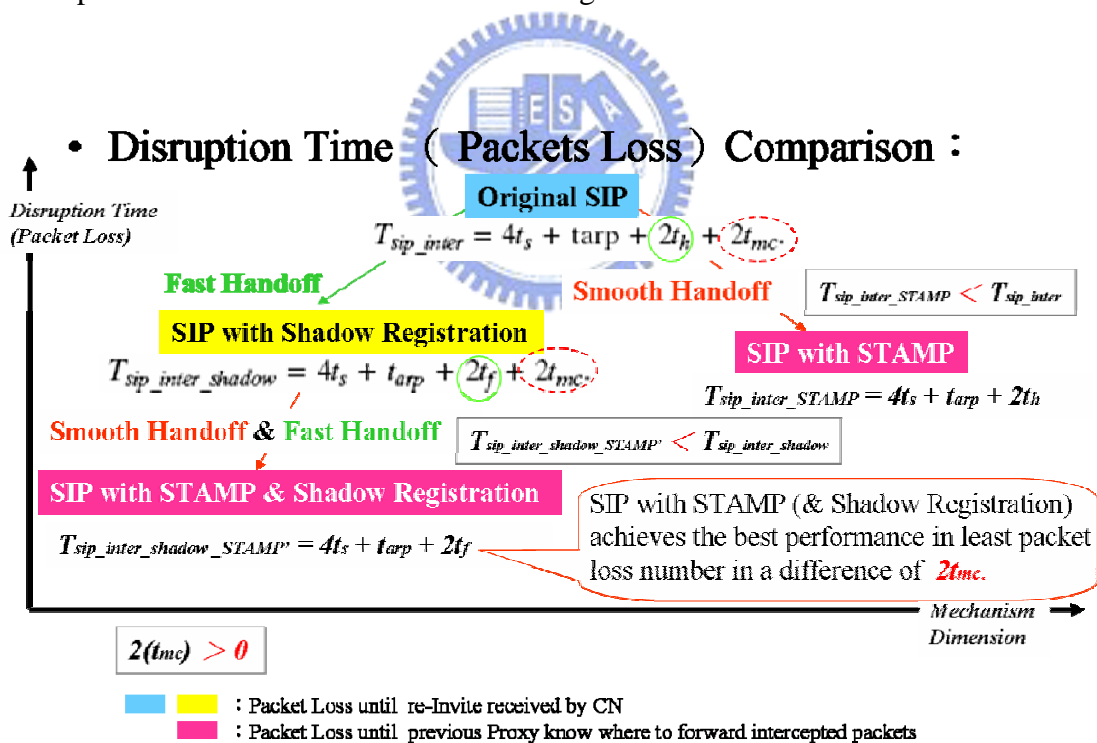 • Disruption Time ( Packets Loss ) Comparison :
ESA
Disruption Time
(Packet Loss)
Original SIP
T_sip_inter = 4t_s + tarp + 2t_h + 2t_mc.
Fast Handoff
Smooth Handoff
T_sip_inter_STAMP < T_sip_inter
SIP with Shadow Registration
SIP with STAMP
T_sip_inter_shadow = 4t_s + t_arp + 2t_f + 2t_mc.
T_sip_inter_STAMP = 4t_s + t_arp + 2t_h
Smooth Handoff & Fast Handoff
T_sip_inter_shadow_STAMP' < T_sip_inter_shadow
SIP with STAMP & Shadow Registration
T_sip_inter_shadow_STAMP' = 4t_s + t_arp + 2t_f
SIP with STAMP (& Shadow Registration)
achieves the best performance in least packet
loss number in a difference of 2t_mc.
Mechanism
Dimension
2(t_mc) > 0
: Packet Loss until re-Invite received by CN
: Packet Loss until previous Proxy know where to forward intercepted packets